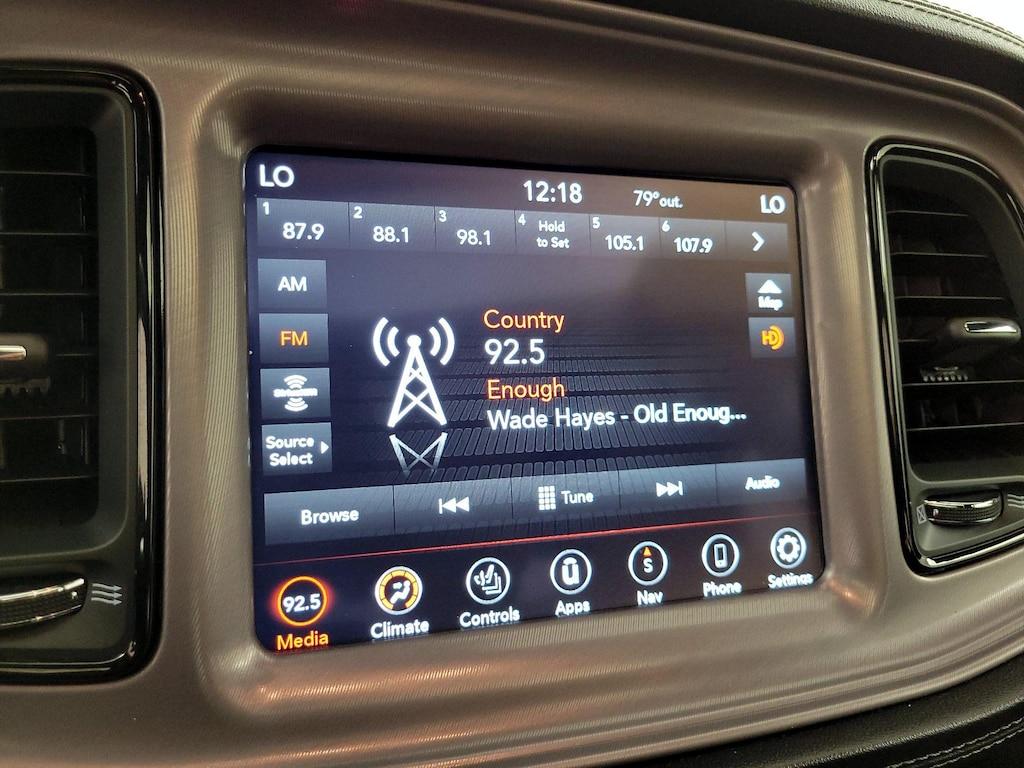 LO
12:18
79°out.
LO
1
87.9
2
88.1
3
98.1
4
Hold
to Set
5
105.1
6
107.9
AM
FM
SiriusXM
Source
Select
Country
92.5
Enough
Wade Hayes - Old Enoug...
Map
HD
Browse
Tune
Audio
92.5
Media
Climate
Controls
Apps
S
Nav
Phone
Settings